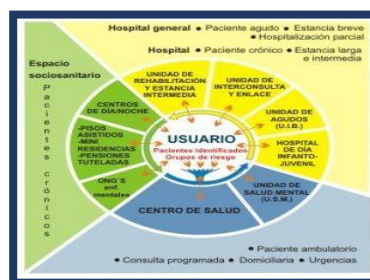 Hospital general ● Paciente agudo ● Estancia breve
● Hospitalización parcial
Hospital ● Paciente crónico ● Estancia larga
e intermedia
Espacio
sociosanitario
Pacientes crónicos
UNIDAD DE
REHABILITACIÓN
Y ESTANCIA
INTERMEDIA
UNIDAD DE
INTERCONSULTA
Y ENLACE
CENTROS
DE DÍA/NOCHE
UNIDAD DE
AGUDOS (U.I.B.)
-PISOS
ASISTIDOS
-MINI
RESIDENCIAS
-PENSIONES
TUTELADAS
USUARIO
Pacientes identificados
Grupos de riesgo
HOSPITAL
DE DÍA
INFANTO-
JUVENIL
ONG´S
enf.
mentales
UNIDAD DE
SALUD MENTAL
(U.S.M.)
CENTRO DE SALUD
● Paciente ambulatorio
● Consulta programada ● Domiciliaria ● Urgencias